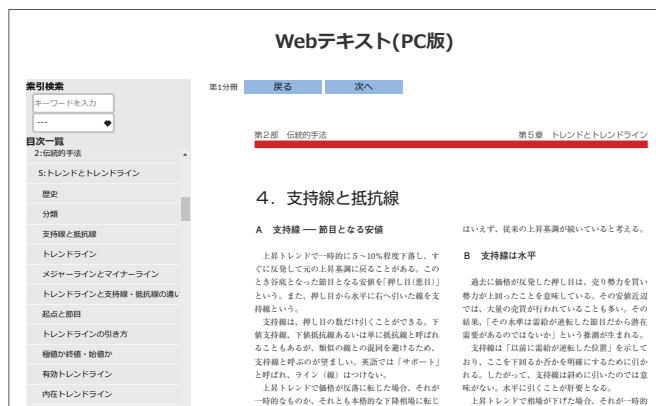 Webテキスト(PC版)
索引検索
キーワードを入力
---
目次一覧
2:伝統的手法
5:トレンドとトレンドライン
歴史
分類
支持線と抵抗線
トレンドライン
メジャーラインとマイナーライン
トレンドラインと支持線・抵抗線の違い
起点と節目
トレンドラインの引き方
極値か終値・始値か
有効トレンドライン
内在トレンドライン
第1分冊
戻る
次へ
第2部 伝統的手法
第5章 トレンドとトレンドライン
4．支持線と抵抗線
A 支持線 ── 節目となる安値
上昇トレンドで一時的に5～10%程度下落し、す
ぐに反発して元の上昇基調に戻ることがある。この
とき谷底となった節目となる安値を「押し目(悪目)」
という。また、押し目から水平に右へ引いた線を支
持線という。
支持線は、押し目の数だけ引くことができる。下
値支持線、下値抵抗線あるいは単に抵抗線と呼ばれ
ることもあるが、類似の線との混同を避けるため、
支持線と呼ぶのが望ましい。英語では「サポート」
と呼ばれ、ライン（線）はつけない。
上昇トレンドで価格が反落に転じた場合、それが
一時的なものか、それとも本格的な下降相場に転じ
はいえず、従来の上昇基調が続いていると考える。
B 支持線は水平
過去に価格が反発した押し目は、売り勢力を買い
勢力が上回ったことを意味している。その安値近辺
では、大量の売買が行われていることも多い。その
結果、「その水準は需給が逆転した節目だから潜在
需要があるのではないか」という推測が生まれる。
支持線は「以前に需給が逆転した位置」を示して
おり、ここを下回るか否かを明確にするために引か
れる。したがって、支持線は斜めに引いたのでは意
味がない。水平に引くことが肝要となる。
上昇トレンドで相場が下げた場合、それが一時的